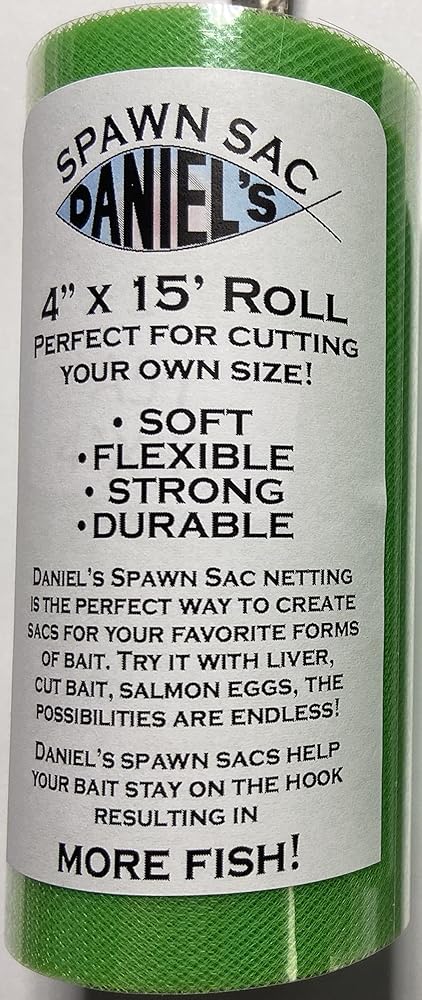 SPAWN SAC
DANIEL'S
4" X 15' ROLL
PERFECT FOR CUTTING
YOUR OWN SIZE!
• SOFT
• FLEXIBLE
• STRONG
• DURABLE
DANIEL'S SPAWN SAC NETTING
IS THE PERFECT WAY TO CREATE
SACS FOR YOUR FAVORITE FORMS
OF BAIT. TRY IT WITH LIVER,
CUT BAIT, SALMON EGGS, THE
POSSIBILITIES ARE ENDLESS!
DANIEL'S SPAWN SACS HELP
YOUR BAIT STAY ON THE HOOK
RESULTING IN
MORE FISH!